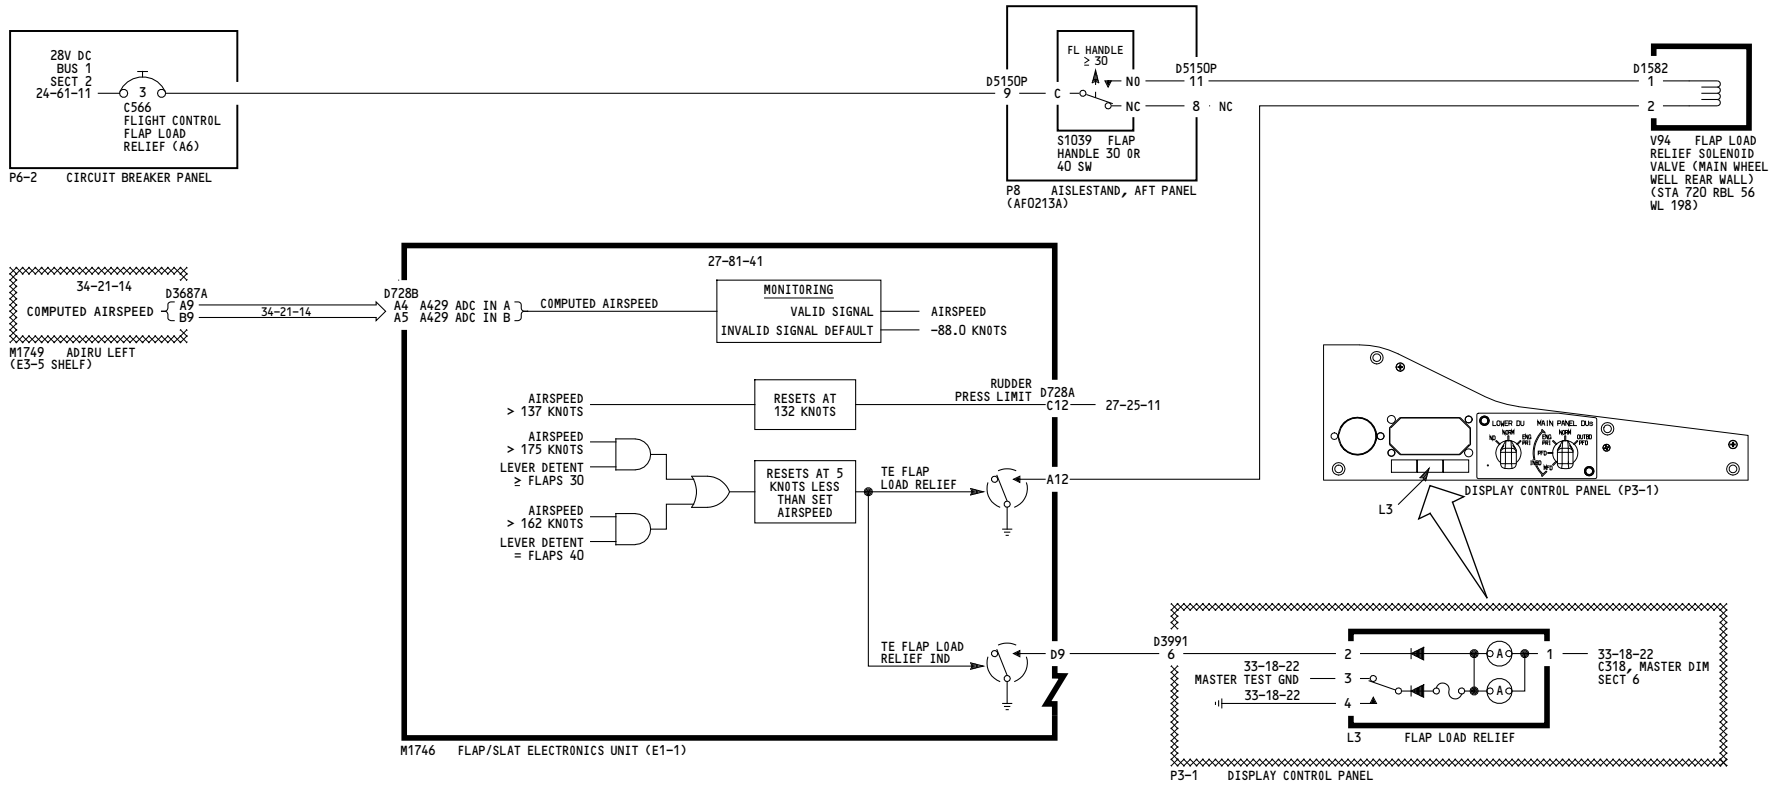 28V DC
BUS 1
SECT 2
24-61-11
3
C566
FLIGHT CONTROL
FLAP LOAD
RELIEF (A6)
P6-2 CIRCUIT BREAKER PANEL
D5150P
9
C
FL HANDLE
≥ 30
NO
NC
S1039 FLAP
HANDLE 30 OR
40 SW
D5150P
11
8 NC
P8 AISLESTAND, AFT PANEL
(AF0213A)
D1582
1
2
V94 FLAP LOAD
RELIEF SOLENOID
VALVE (MAIN WHEEL
WELL REAR WALL)
(STA 720 RBL 56
WL 198)
34-21-14
COMPUTED AIRSPEED
D3687A
A9
B9
34-21-14
M1749 ADIRU LEFT
(E3-5 SHELF)
27-81-41
D728B
A4 A429 ADC IN A
A5 A429 ADC IN B
COMPUTED AIRSPEED
MONITORING
VALID SIGNAL
INVALID SIGNAL DEFAULT
AIRSPEED
-88.0 KNOTS
AIRSPEED
> 137 KNOTS
RESETS AT
132 KNOTS
RUDDER
PRESS LIMIT
D728A
C12
27-25-11
AIRSPEED
> 175 KNOTS
LEVER DETENT
≥ FLAPS 30
AIRSPEED
> 162 KNOTS
LEVER DETENT
= FLAPS 40
RESETS AT 5
KNOTS LESS
THAN SET
AIRSPEED
TE FLAP
LOAD RELIEF
A12
TE FLAP LOAD
RELIEF IND
D9
M1746 FLAP/SLAT ELECTRONICS UNIT (E1-1)
LOWER DU
MAIN PANEL DUs
NORM
ND
ENG
PRI
NORM
ENG
PRI
OUTBD
PFD
PFD
INBD
MFD
L3
DISPLAY CONTROL PANEL (P3-1)
D3991
6
33-18-22
MASTER TEST GND
33-18-22
2
3
4
A
A
1
33-18-22
C318, MASTER DIM
SECT 6
L3 FLAP LOAD RELIEF
P3-1 DISPLAY CONTROL PANEL